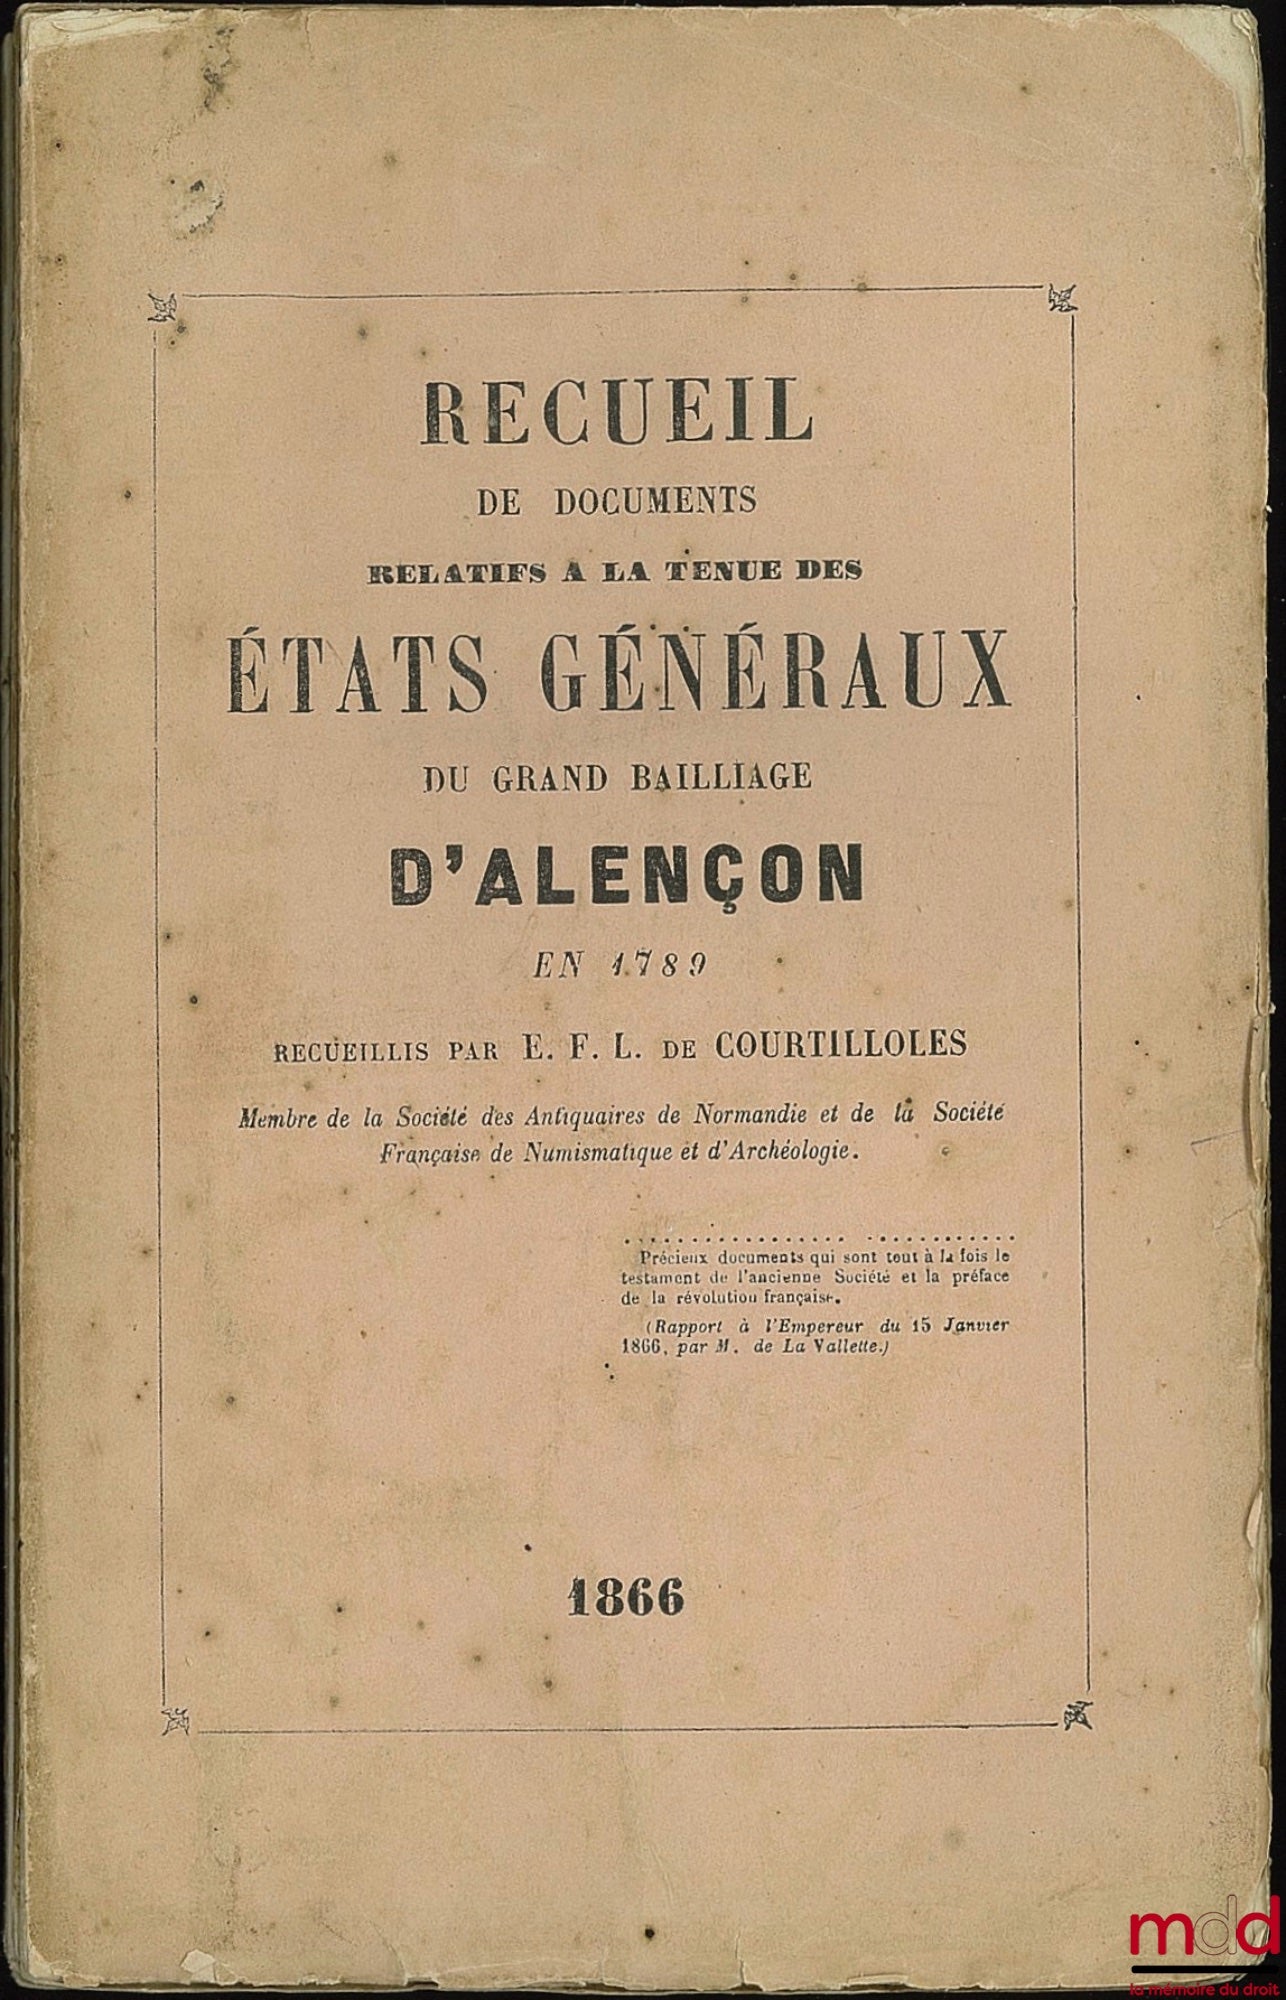 RECUEIL
DE DOCUMENTS
RELATIFS A LA TENUE DES
ÉTATS GÉNÉRAUX
DU GRAND BAILLIAGE
D'ALENÇON
EN 1789
RECUEILLIS PAR E. F. L. DE COURTILLOLES
Membre de la Société des Antiquaires de Normandie et de la Société
Française de Numismatique et d'Archéologie.
Précieux documents qui sont tout à la fois le
testament de l'ancienne Société et la préface
de la révolution française.
(Rapport à l'Empereur du 15 Janvier
1866, par M. de La Vallette.)
1866
mdd
la mémoire du droit